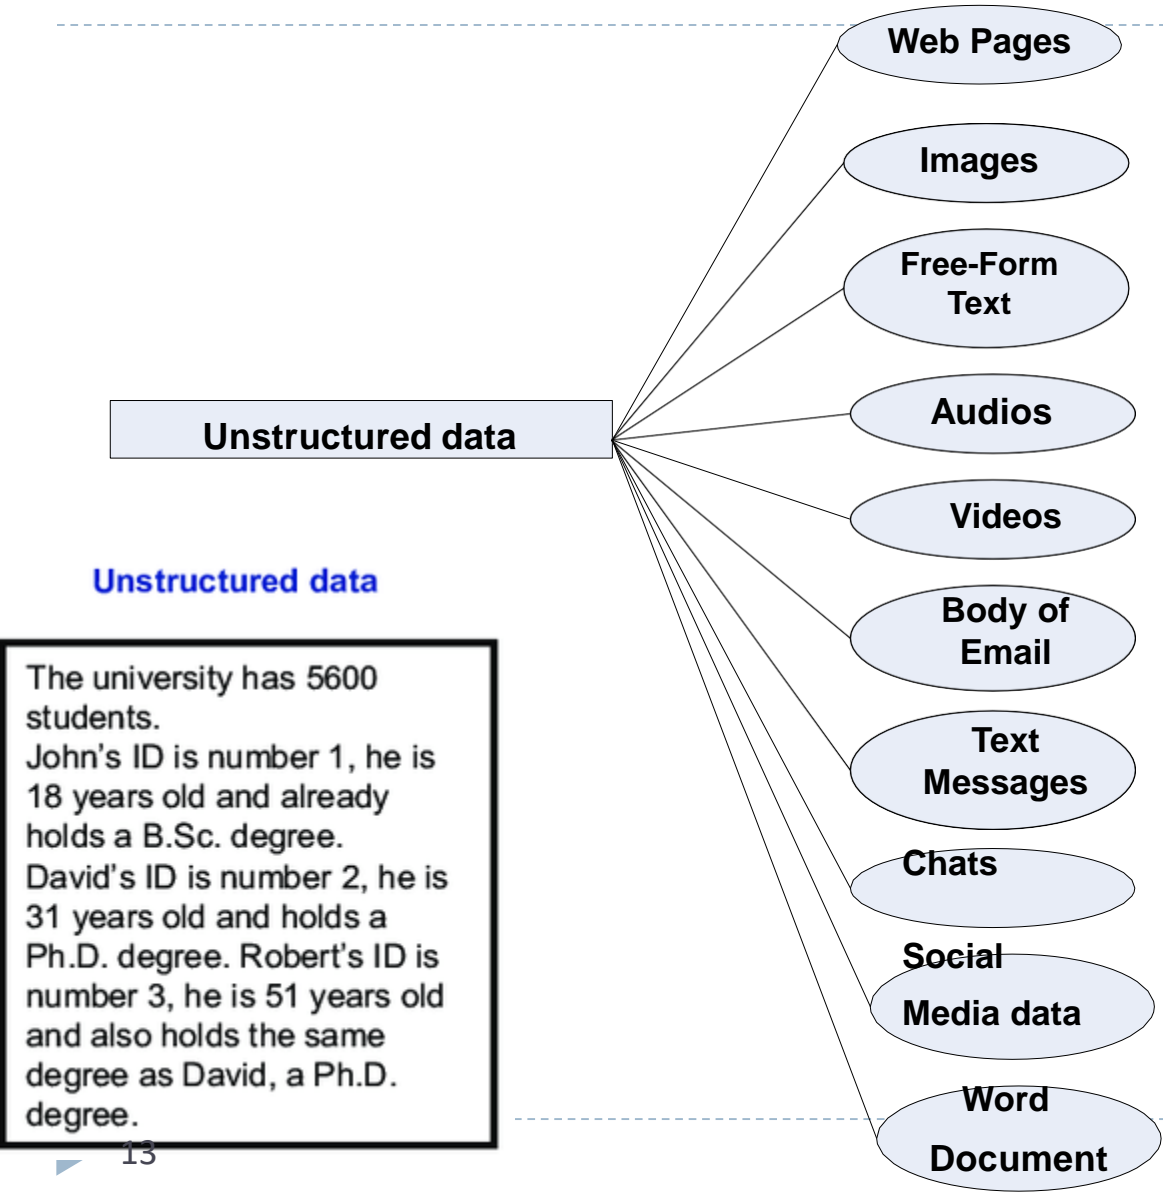 Web Pages
Images
Free-Form
Text
Audios
Unstructured data
Videos
Unstructured data
Body of
Email
The university has 5600
students.
John's ID is number 1, he is
18 years old and already
holds a B.Sc. degree.
David's ID is number 2, he is
31 years old and holds a
Ph.D. degree. Robert's ID is
number 3, he is 51 years old
and also holds the same
degree as David, a Ph.D.
degree.
Text
Messages
Chats
Social
Media data
Word
Document
13